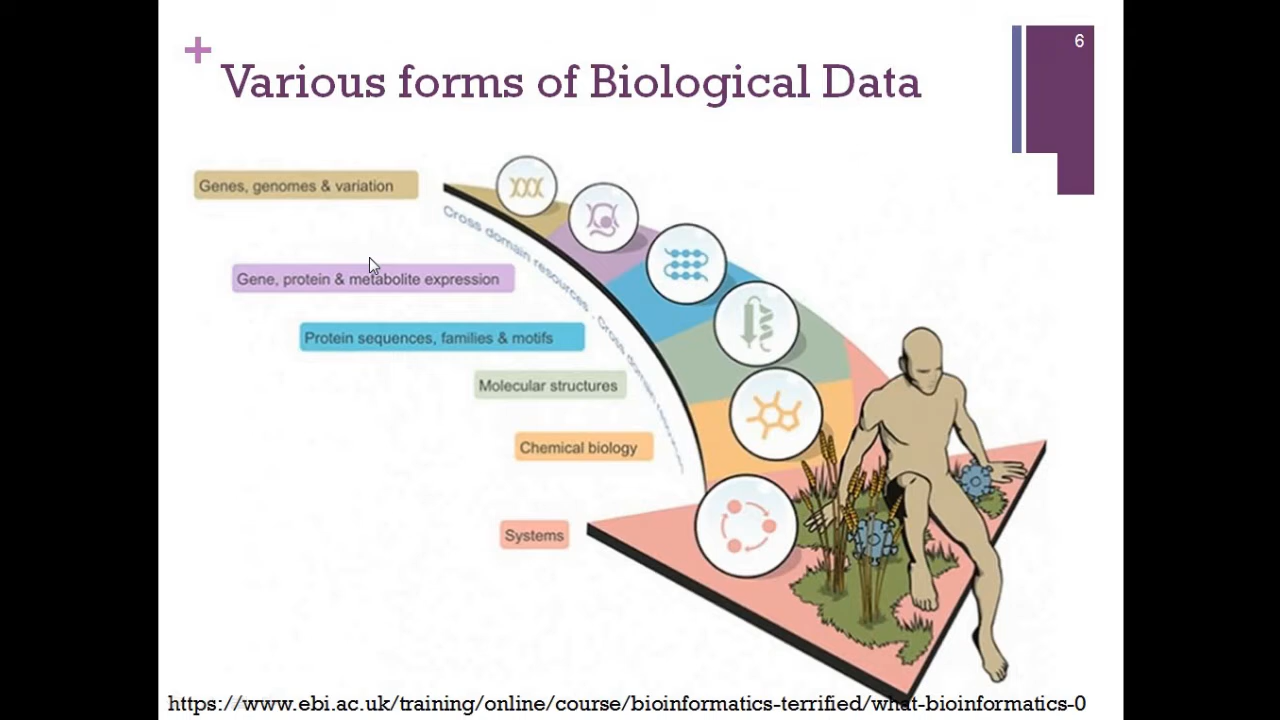 6
+
Various forms of Biological Data
Genes, genomes & variation
Gene, protein & metabolite expression
Protein sequences, families & motifs
Molecular structures
Chemical biology
Systems
Cross domain resources · Cross domain resources
https://www.ebi.ac.uk/training/online/course/bioinformatics-terrified/what-bioinformatics-0